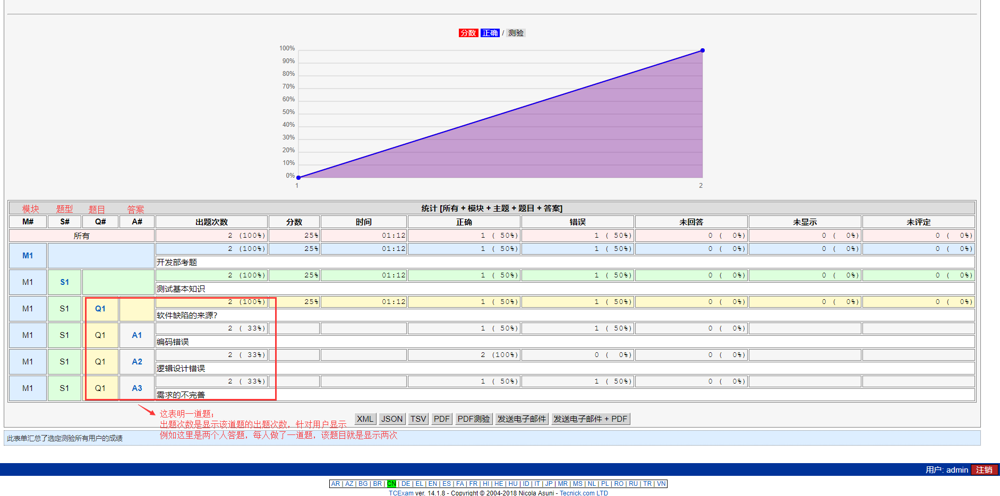 分数 正确 / 测验
100%
90%
80%
70%
60%
50%
40%
30%
20%
10%
0%
1 2
模块 题型 题目 答案 统计 [所有 + 模块 + 主题 + 题目 + 答案]
M# S# Q# A# 出题次数 分数 时间 正确 错误 未回答 未显示 未评定
所有 2 (100%) 25% 01:12 1 ( 50%) 1 ( 50%) 0 ( 0%) 0 ( 0%) 0 ( 0%)
M1 2 (100%) 25% 01:12 1 ( 50%) 1 ( 50%) 0 ( 0%) 0 ( 0%) 0 ( 0%)
开发部考题
M1 S1 2 (100%) 25% 01:12 1 ( 50%) 1 ( 50%) 0 ( 0%) 0 ( 0%) 0 ( 0%)
测试基本知识
M1 S1 Q1 2 (100%) 25% 01:12 1 ( 50%) 1 ( 50%) 0 ( 0%) 0 ( 0%) 0 ( 0%)
软件缺陷的来源?
M1 S1 Q1 A1 2 ( 33%) 1 ( 50%) 1 ( 50%) 0 ( 0%)
编码错误
M1 S1 Q1 A2 2 ( 33%) 2 (100%) 0 ( 0%) 0 ( 0%)
逻辑设计错误
M1 S1 Q1 A3 2 ( 33%) 1 ( 50%) 1 ( 50%) 0 ( 0%)
需求的不完善
这表明一道题;
出题次数是显示该道题的出题次数，针对用户显示
例如这里是两个人答题，每人做了一道题，该题目就是显示两次
XML JSON TSV PDF PDF测验 发送电子邮件 发送电子邮件 + PDF
此表单汇总了选定测验所有用户的成绩
用户: admin 注销
AR | AZ | BG | BR | CN | DE | EL | EN | ES | FA | FR | HI | HE | HU | ID | IT | JP | MR | MS | NL | PL | RO | RU | TR | VN
TCExam ver. 14.1.8 - Copyright © 2004-2018 Nicola Asuni - Tecnick.com LTD